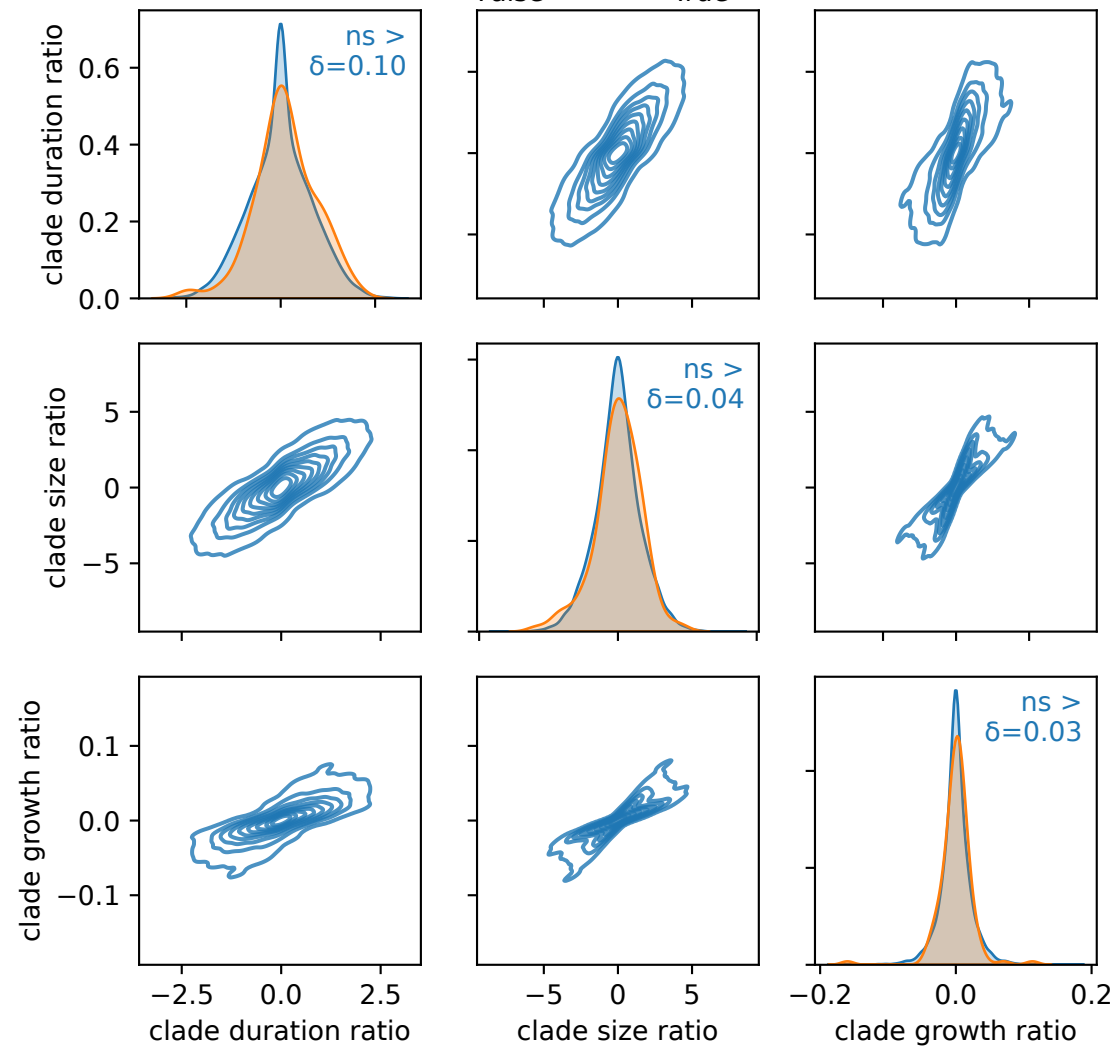 clade duration ratio
0.6
0.4
0.2
0.0
ns >
δ=0.10
clade size ratio
5
0
−5
ns >
δ=0.04
clade growth ratio
0.1
0.0
−0.1
ns >
δ=0.03
−2.5 0.0 2.5
−5 0 5
−0.2 0.0 0.2
clade duration ratio
clade size ratio
clade growth ratio